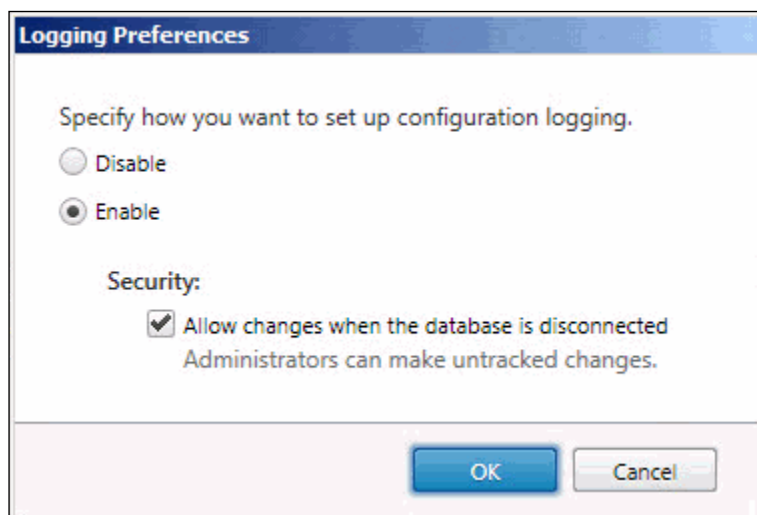 Logging Preferences
Specify how you want to set up configuration logging.
Disable
Enable
Security:
Allow changes when the database is disconnected
Administrators can make untracked changes.
OK Cancel